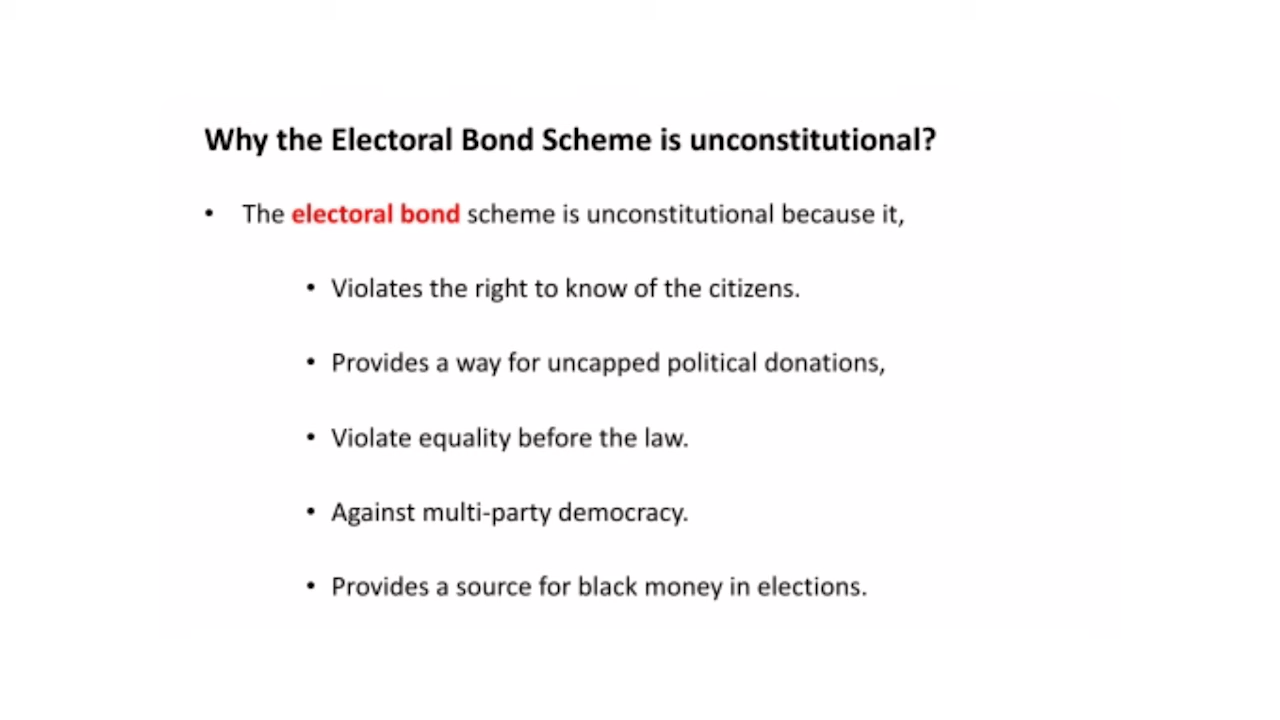 Why the Electoral Bond Scheme is unconstitutional?
• The electoral bond scheme is unconstitutional because it,
• Violates the right to know of the citizens.
• Provides a way for uncapped political donations,
• Violate equality before the law.
• Against multi-party democracy.
• Provides a source for black money in elections.